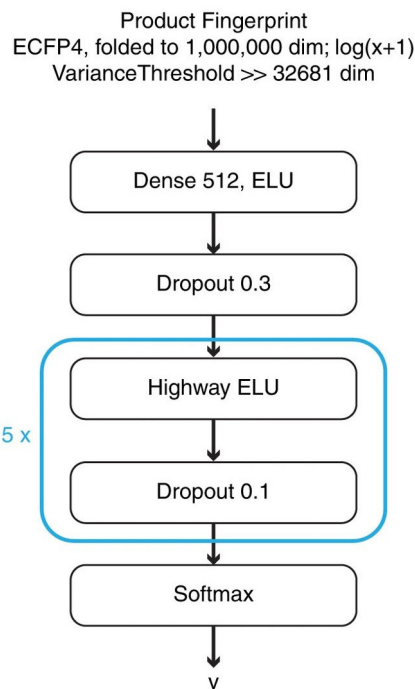 Product Fingerprint
ECFP4, folded to 1,000,000 dim; log(x+1)
VarianceThreshold >> 32681 dim
Dense 512, ELU
Dropout 0.3
Highway ELU
5 x
Dropout 0.1
Softmax
y